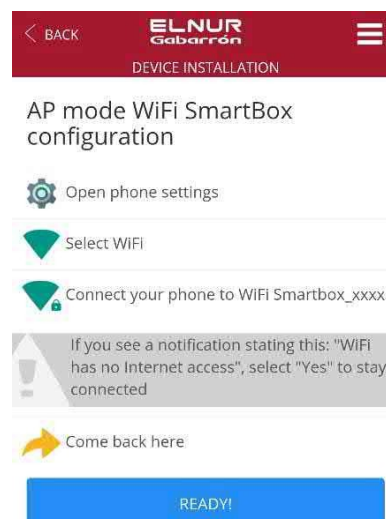 BACK
ELNUR
Gabarrón
DEVICE INSTALLATION
AP mode WiFi SmartBox
configuration
Open phone settings
Select WiFi
Connect your phone to WiFi Smartbox_xxxx
If you see a notification stating this: "WiFi
has no Internet access", select "Yes" to stay
connected
Come back here
READY!